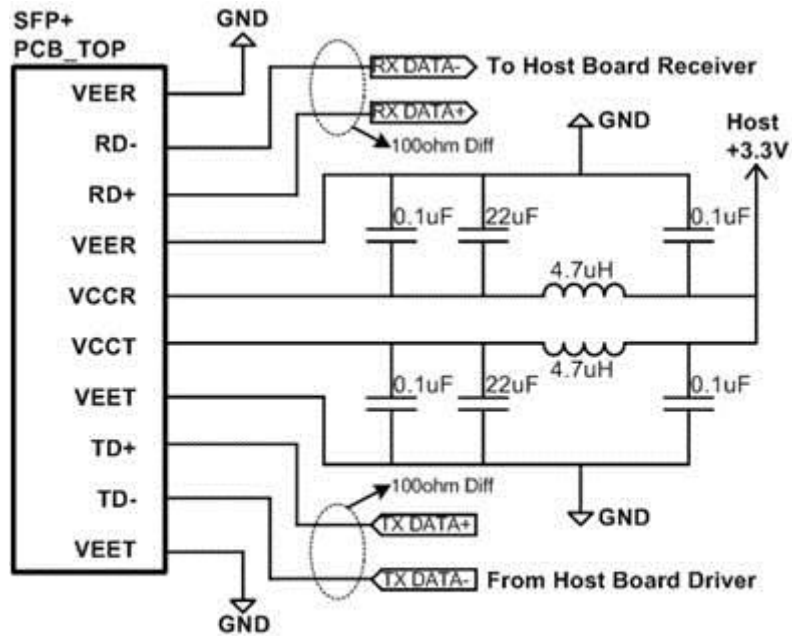 SFP+
PCB_TOP
GND
VEER
RD-
RD+
VEER
VCCR
VCCT
VEET
TD+
TD-
VEET
GND
RX DATA-
To Host Board Receiver
RX DATA+
100ohm Diff
GND
Host
+3.3V
0.1uF
22uF
0.1uF
4.7uH
4.7uH
0.1uF
22uF
0.1uF
100ohm Diff
GND
TX DATA+
TX DATA-
From Host Board Driver